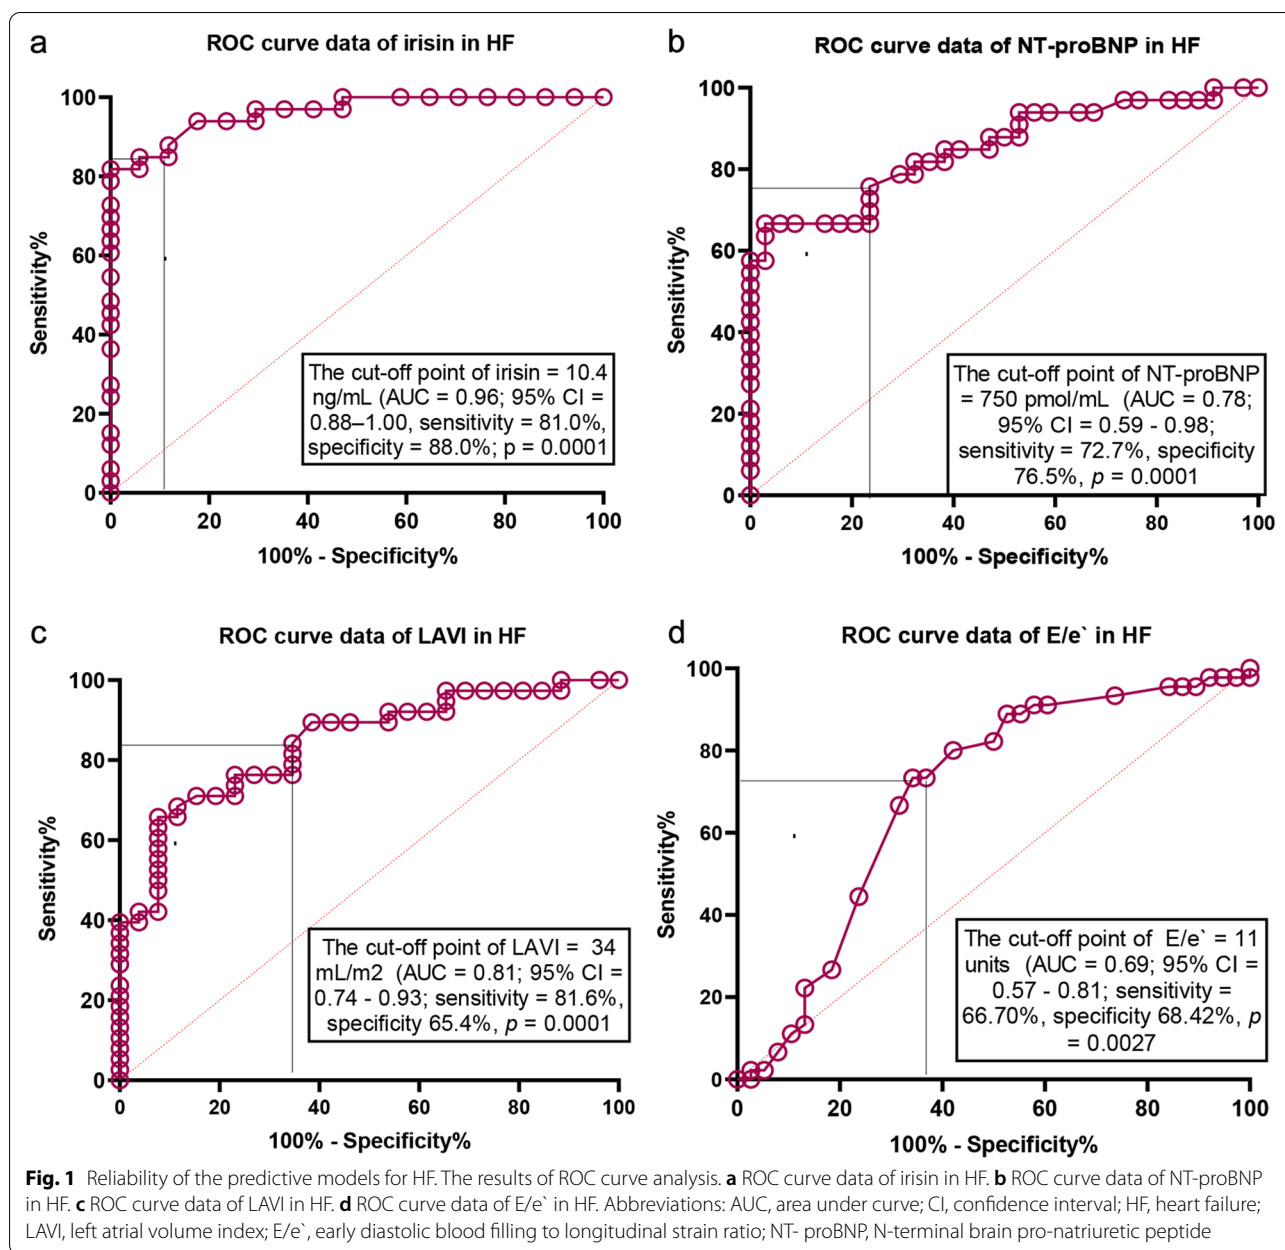 a
ROC curve data of irisin in HF
100
80
60
40
20
0
Sensitivity%
0 20 40 60 80 100
100% - Specificity%
The cut-off point of irisin = 10.4
ng/mL (AUC = 0.96; 95% CI =
0.88–1.00, sensitivity = 81.0%,
specificity = 88.0%; p = 0.0001
b
ROC curve data of NT-proBNP in HF
100
80
60
40
20
0
Sensitivity%
0 20 40 60 80 100
100% - Specificity%
The cut-off point of NT-proBNP
= 750 pmol/mL (AUC = 0.78;
95% CI = 0.59 - 0.98;
sensitivity = 72.7%, specificity
76.5%, p = 0.0001
c
ROC curve data of LAVI in HF
100
80
60
40
20
0
Sensitivity%
0 20 40 60 80 100
100% - Specificity%
The cut-off point of LAVI = 34
mL/m2 (AUC = 0.81; 95% CI =
0.74 - 0.93; sensitivity = 81.6%,
specificity 65.4%, p = 0.0001
d
ROC curve data of E/e` in HF
100
80
60
40
20
0
Sensitivity%
0 20 40 60 80 100
100% - Specificity%
The cut-off point of E/e` = 11
units (AUC = 0.69; 95% CI =
0.57 - 0.81; sensitivity =
66.70%, specificity 68.42%, p
= 0.0027
Fig. 1 Reliability of the predictive models for HF. The results of ROC curve analysis. a ROC curve data of irisin in HF. b ROC curve data of NT-proBNP
in HF. c ROC curve data of LAVI in HF. d ROC curve data of E/e` in HF. Abbreviations: AUC, area under curve; CI, confidence interval; HF, heart failure;
LAVI, left atrial volume index; E/e`, early diastolic blood filling to longitudinal strain ratio; NT- proBNP, N-terminal brain pro-natriuretic peptide